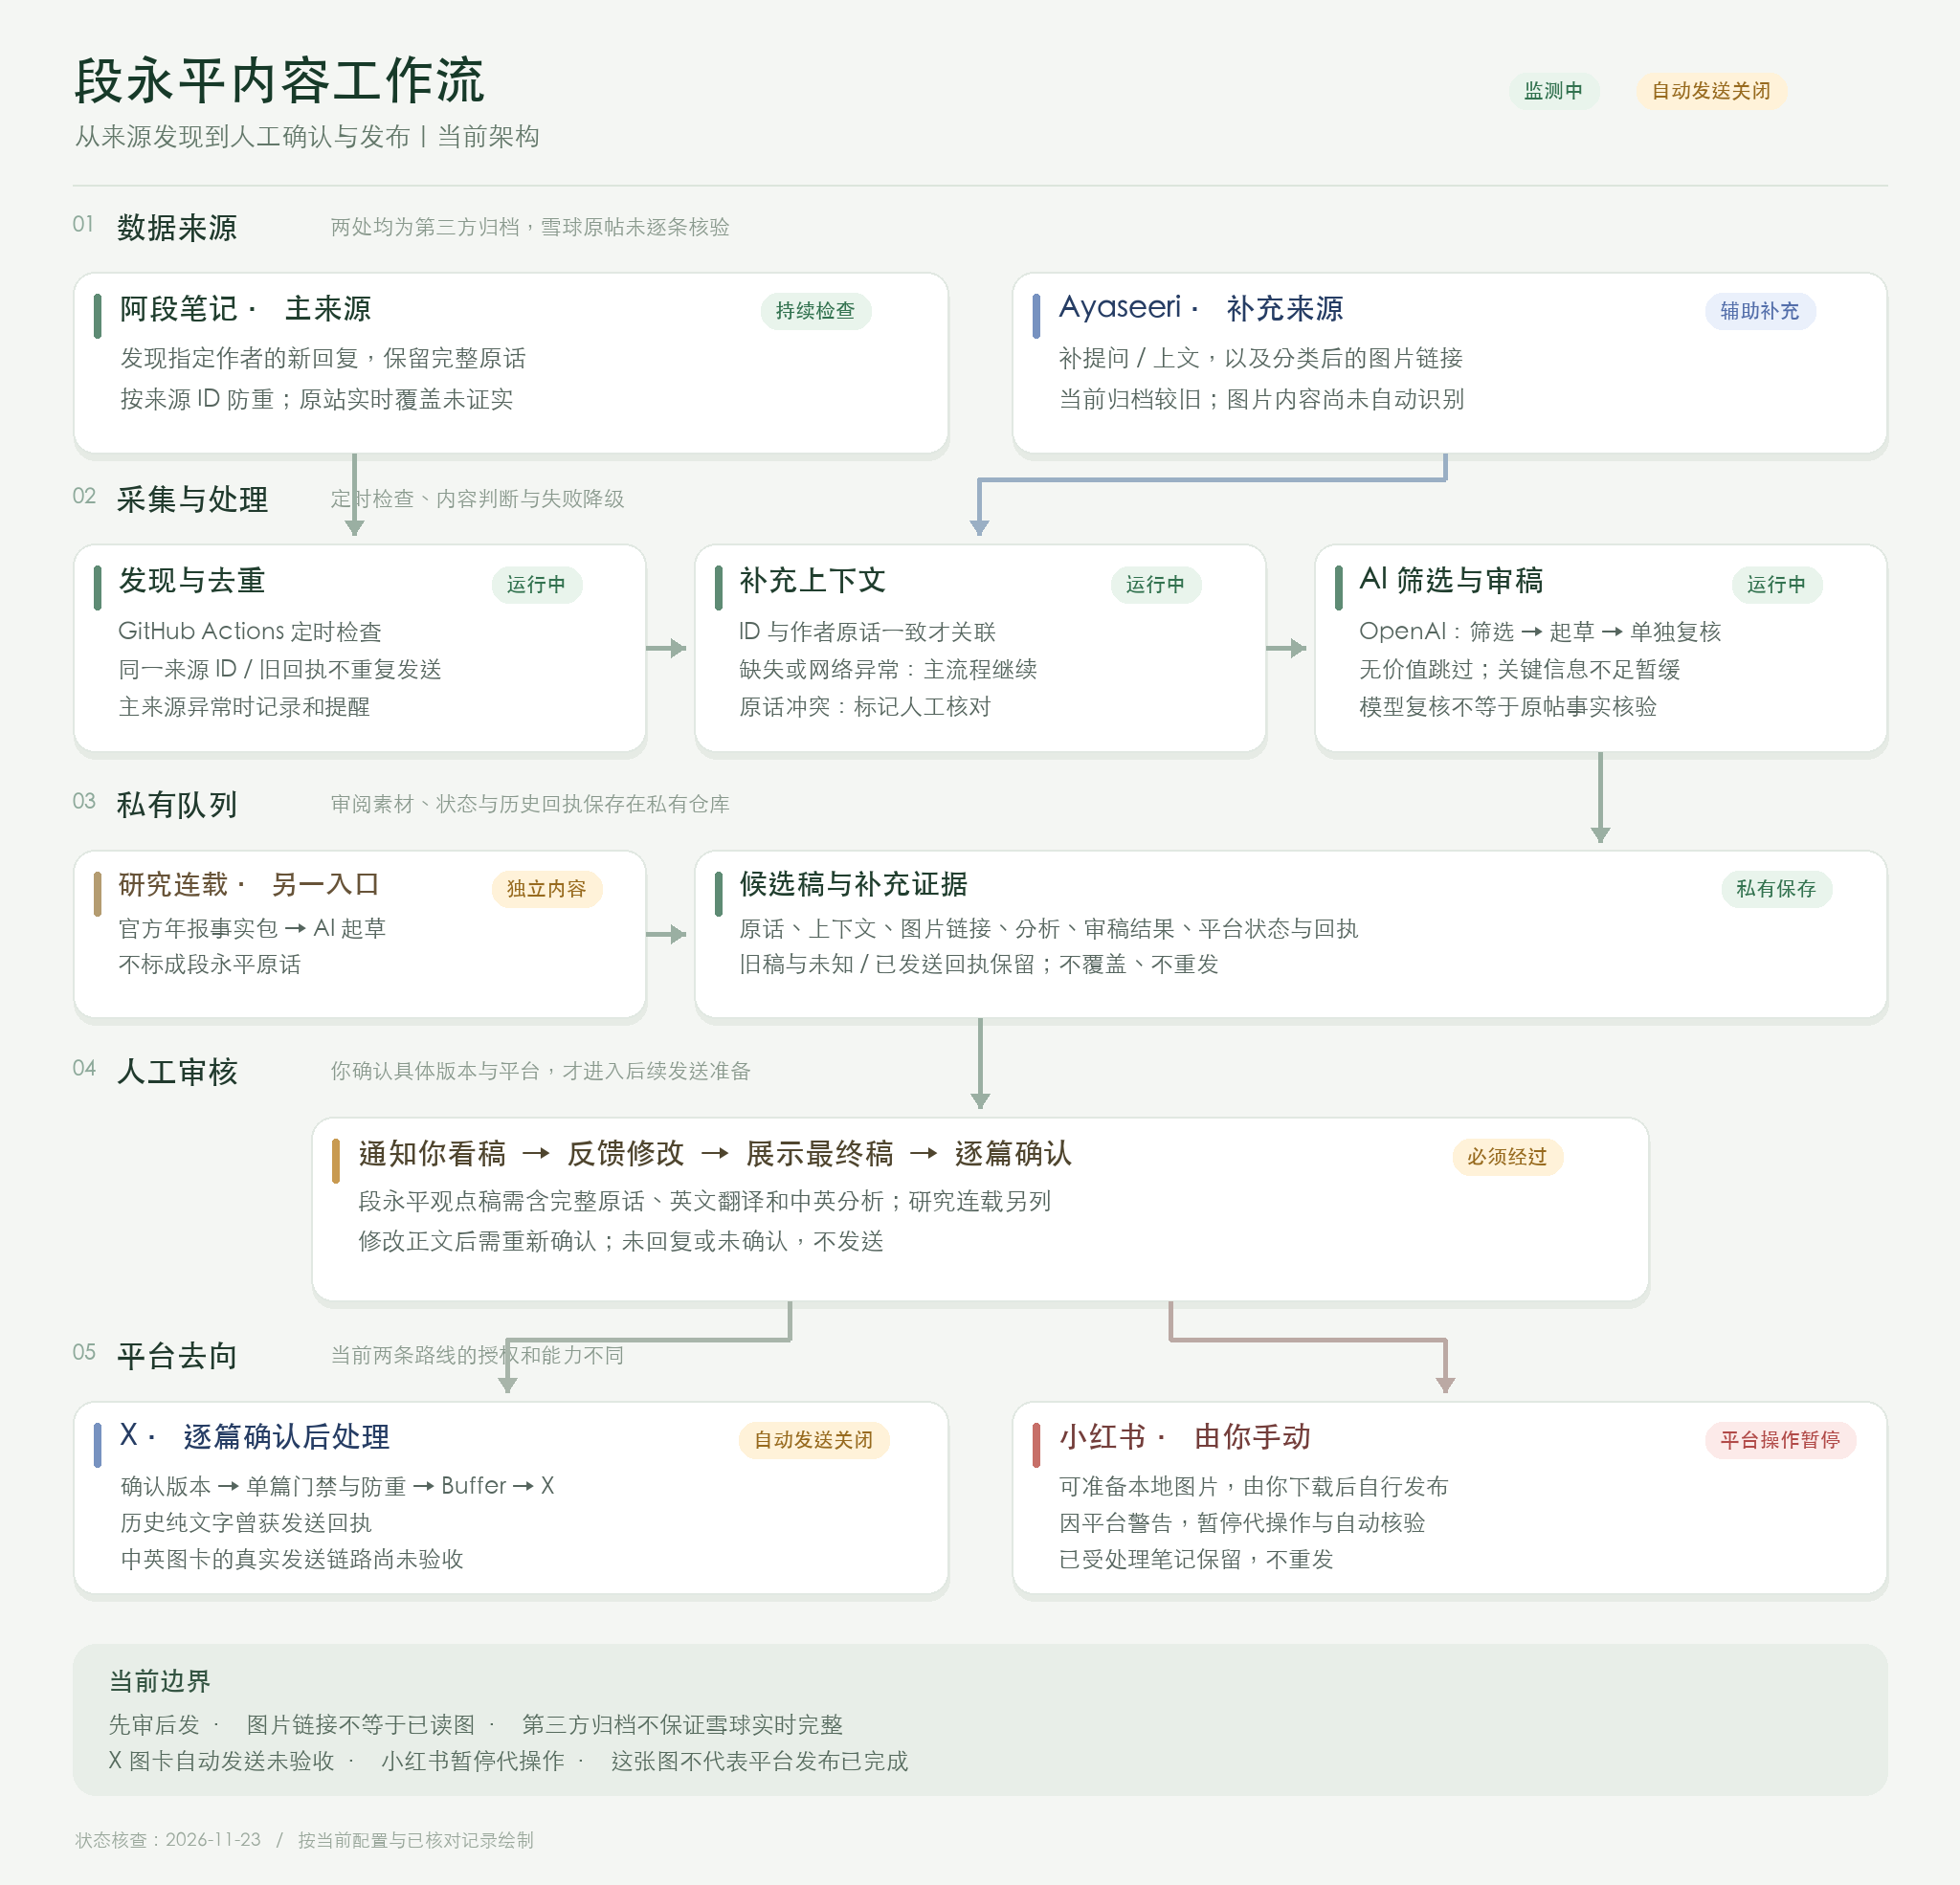 段永平内容工作流
监测中
自动发送关闭
从来源发现到人工确认与发布丨当前架构
01 数据来源 两处均为第三方归档，雪球原帖未逐条核验
阿段笔记 · 主来源
持续检查
发现指定作者的新回复，保留完整原话
按来源 ID 防重；原站实时覆盖未证实
Ayaseeri · 补充来源
辅助补充
补提问 / 上文，以及分类后的图片链接
当前归档较旧；图片内容尚未自动识别
02 采集与处理 定时检查、内容判断与失败降级
发现与去重
运行中
GitHub Actions 定时检查
同一来源 ID / 旧回执不重复发送
主来源异常时记录和提醒
补充上下文
运行中
ID 与作者原话一致才关联
缺失或网络异常：主流程继续
原话冲突：标记人工核对
AI 筛选与审稿
运行中
OpenAI：筛选 → 起草 → 单独复核
无价值跳过；关键信息不足暂缓
模型复核不等于原帖事实核验
03 私有队列 审阅素材、状态与历史回执保存在私有仓库
研究连载 · 另一入口
独立内容
官方年报事实包 → AI 起草
不标成段永平原话
候选稿与补充证据
私有保存
原话、上下文、图片链接、分析、审稿结果、平台状态与回执
旧稿与未知 / 已发送回执保留；不覆盖、不重发
04 人工审核 你确认具体版本与平台，才进入后续发送准备
通知你看稿 → 反馈修改 → 展示最终稿 → 逐篇确认
必须经过
段永平观点稿需含完整原话、英文翻译和中英分析；研究连载另列
修改正文后需重新确认；未回复或未确认，不发送
05 平台去向 当前两条路线的授权和能力不同
X · 逐篇确认后处理
自动发送关闭
确认版本 → 单篇门禁与防重 → Buffer → X
历史纯文字曾获发送回执
中英图卡的真实发送链路尚未验收
小红书 · 由你手动
平台操作暂停
可准备本地图片，由你下载后自行发布
因平台警告，暂停代操作与自动核验
已受处理笔记保留，不重发
当前边界
先审后发 · 图片链接不等于已读图 · 第三方归档不保证雪球实时完整
X 图卡自动发送未验收 · 小红书暂停代操作 · 这张图不代表平台发布已完成
状态核查：2026-11-23 / 按当前配置与已核对记录绘制